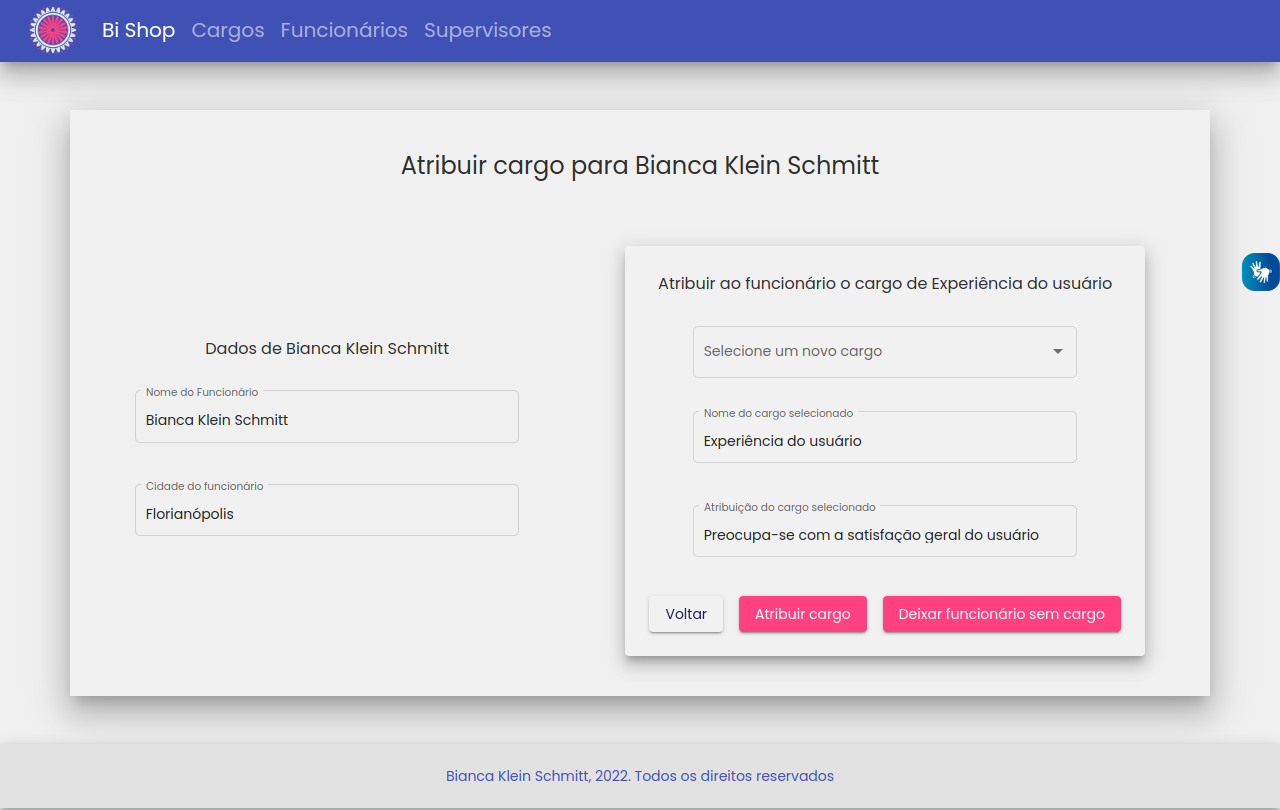 Bi Shop Cargos Funcionários Supervisores
Atribuir cargo para Bianca Klein Schmitt
Dados de Bianca Klein Schmitt
Nome do Funcionário
Bianca Klein Schmitt
Cidade do funcionário
Florianópolis
Atribuir ao funcionário o cargo de Experiência do usuário
Selecione um novo cargo
Nome do cargo selecionado
Experiência do usuário
Atribuição do cargo selecionado
Preocupa-se com a satisfação geral do usuário
Voltar Atribuir cargo Deixar funcionário sem cargo
Bianca Klein Schmitt, 2022. Todos os direitos reservados